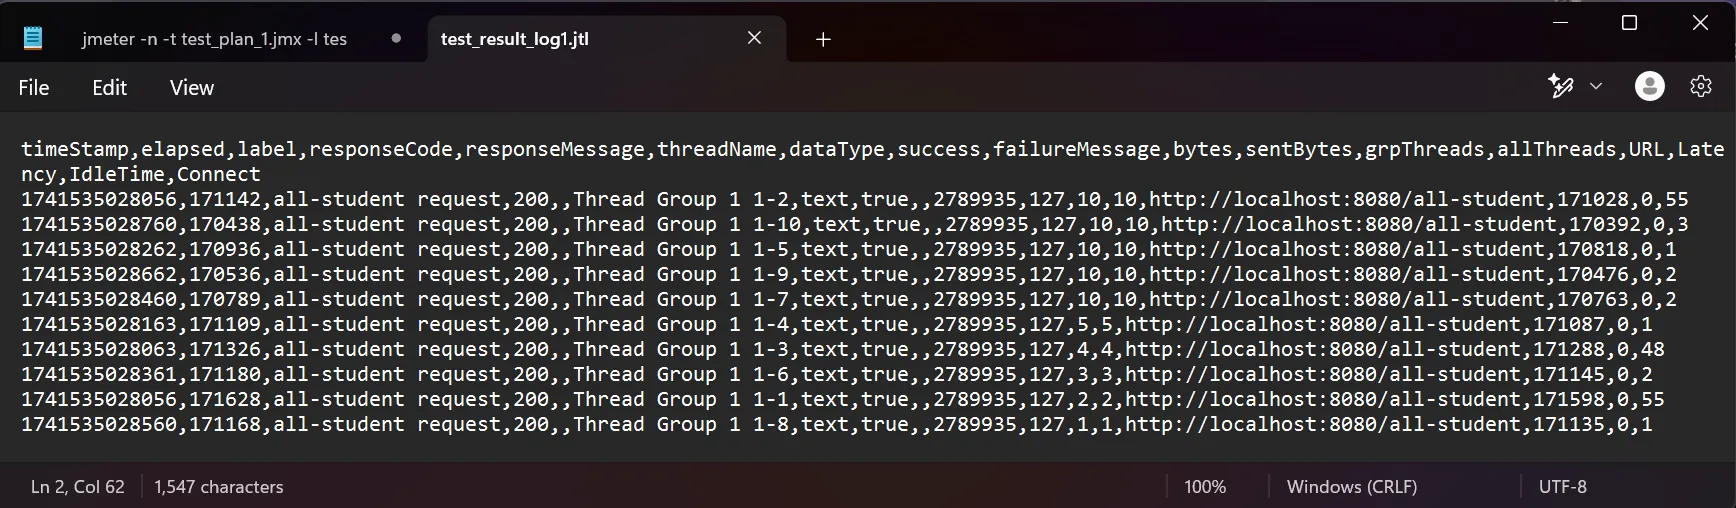 jmeter -n -t test_plan_1.jmx -l tes
test_result_log1.jtl
File Edit View
timeStamp,elapsed,label,responseCode,responseMessage,threadName,dataType,success,failureMessage,bytes,sentBytes,grpThreads,allThreads,URL,Late
ncy,IdleTime,Connect
1741535028056,171142,all-student request,200,,Thread Group 1 1-2,text,true,,2789935,127,10,10,http://localhost:8080/all-student,171028,0,55
1741535028760,170438,all-student request,200,,Thread Group 1 1-10,text,true,,2789935,127,10,10,http://localhost:8080/all-student,170392,0,3
1741535028262,170936,all-student request,200,,Thread Group 1 1-5,text,true,,2789935,127,10,10,http://localhost:8080/all-student,170818,0,1
1741535028662,170536,all-student request,200,,Thread Group 1 1-9,text,true,,2789935,127,10,10,http://localhost:8080/all-student,170476,0,2
1741535028460,170789,all-student request,200,,Thread Group 1 1-7,text,true,,2789935,127,10,10,http://localhost:8080/all-student,170763,0,2
1741535028163,171109,all-student request,200,,Thread Group 1 1-4,text,true,,2789935,127,5,5,http://localhost:8080/all-student,171087,0,1
1741535028063,171326,all-student request,200,,Thread Group 1 1-3,text,true,,2789935,127,4,4,http://localhost:8080/all-student,171288,0,48
1741535028361,171180,all-student request,200,,Thread Group 1 1-6,text,true,,2789935,127,3,3,http://localhost:8080/all-student,171145,0,2
1741535028056,171628,all-student request,200,,Thread Group 1 1-1,text,true,,2789935,127,2,2,http://localhost:8080/all-student,171598,0,55
1741535028560,171168,all-student request,200,,Thread Group 1 1-8,text,true,,2789935,127,1,1,http://localhost:8080/all-student,171135,0,1
Ln 2, Col 62 1,547 characters 100% Windows (CRLF) UTF-8